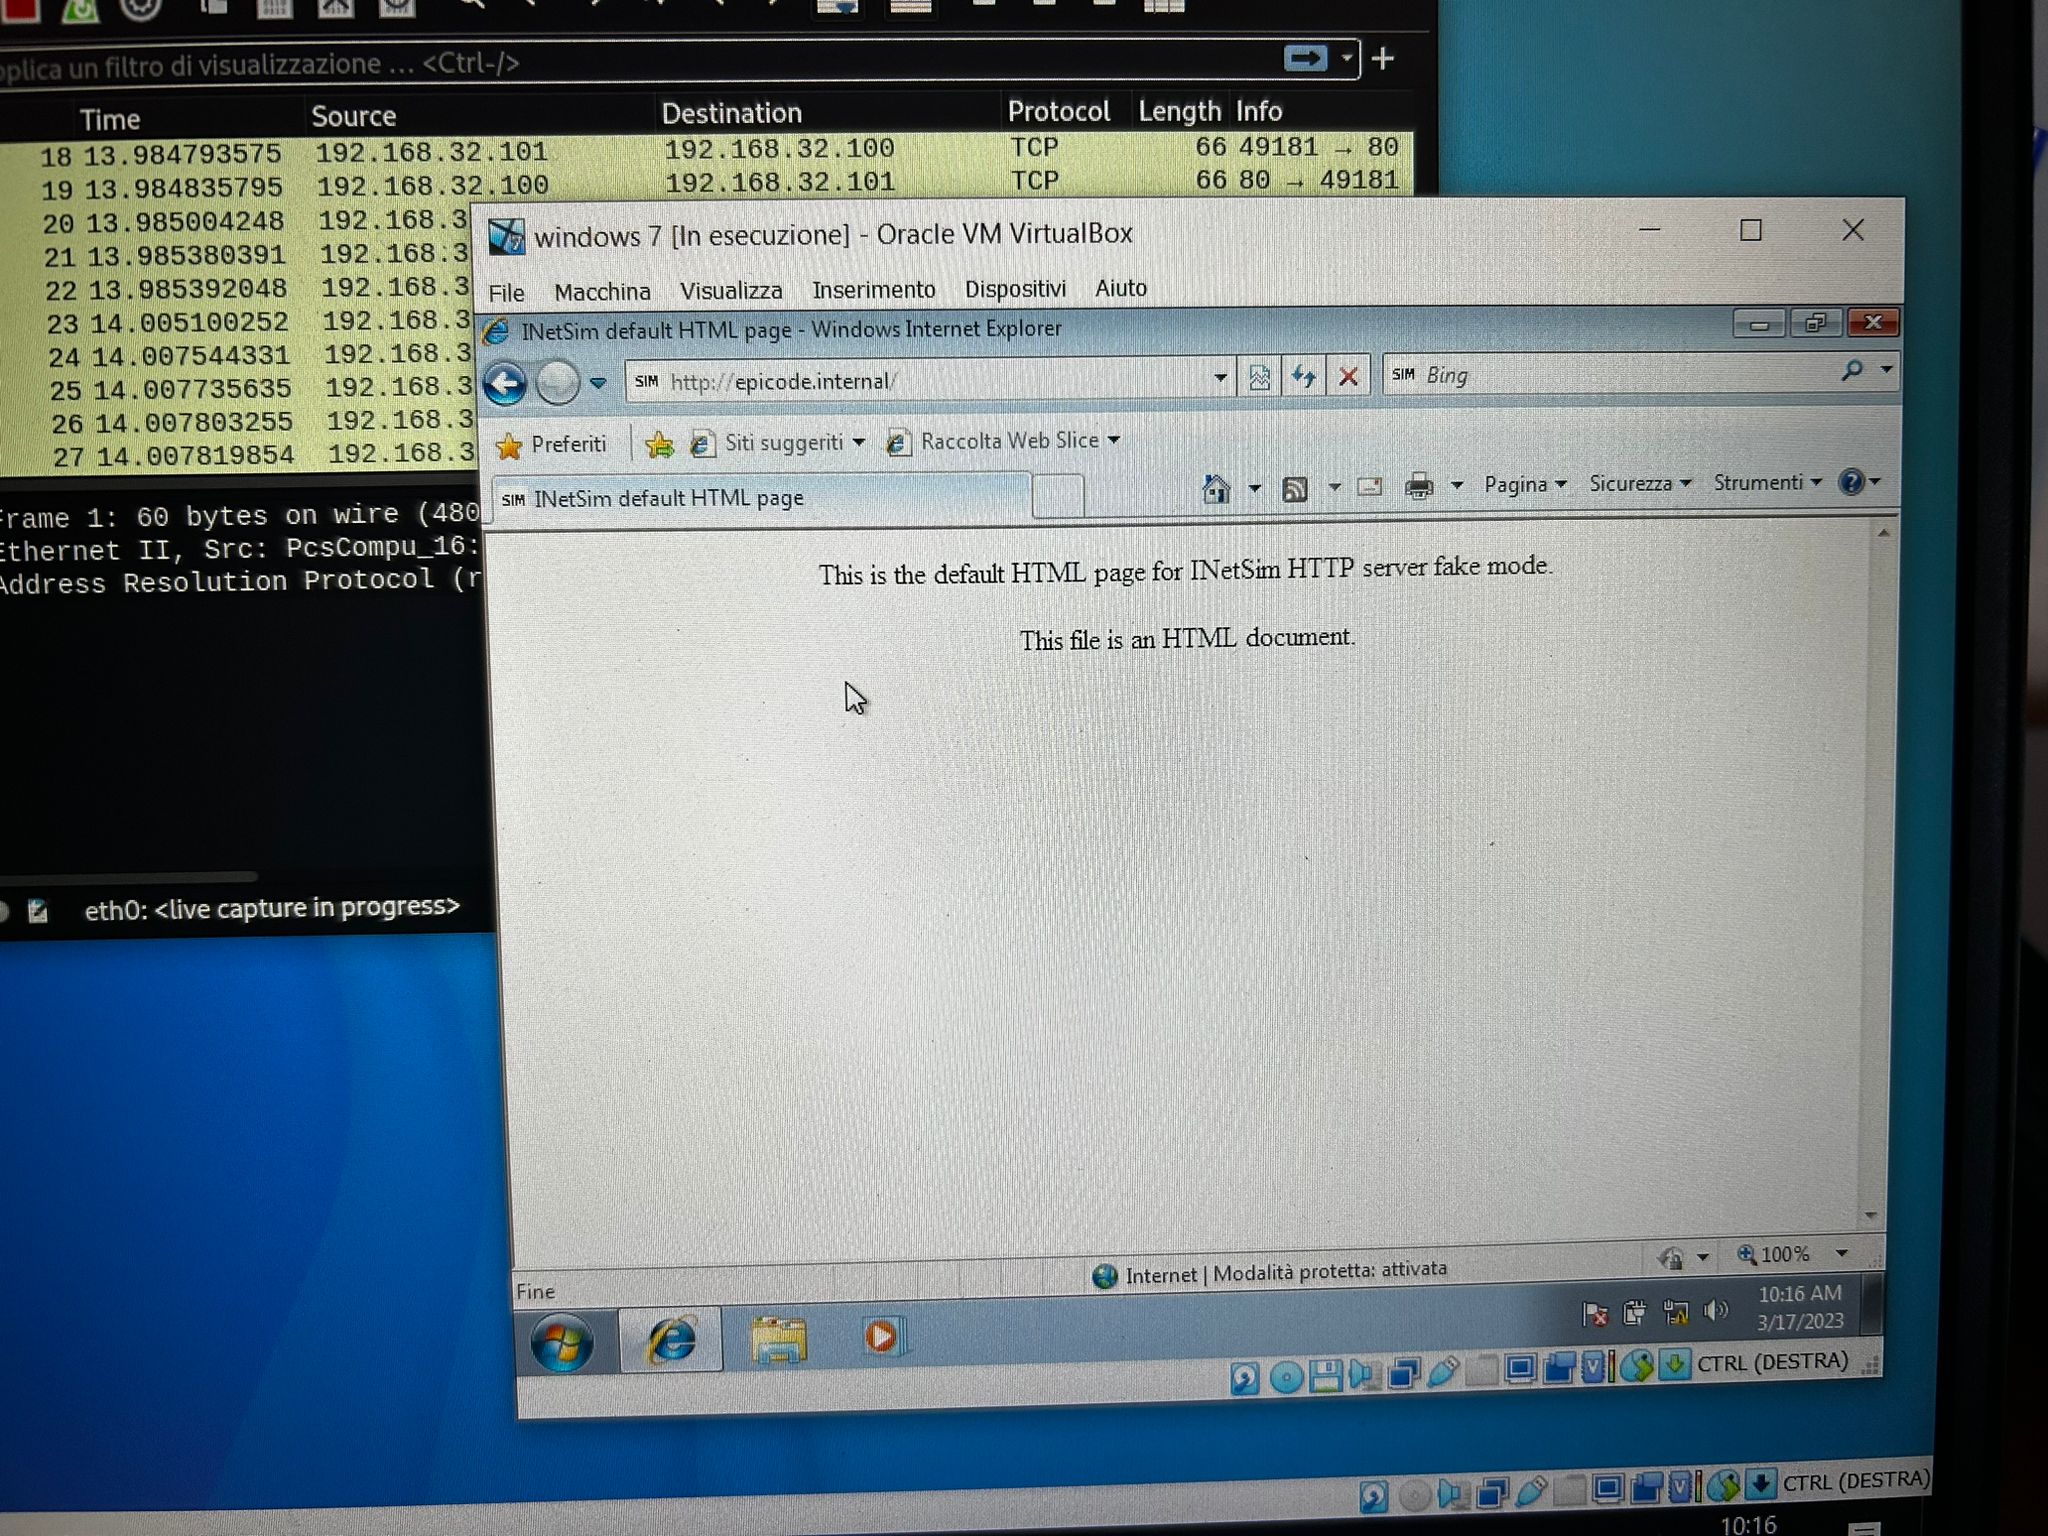 plica un filtro di visualizzazione ... <Ctrl-/>
Time Source Destination Protocol Length Info
18 13.984793575 192.168.32.101 192.168.32.100 TCP 66 49181 → 80
19 13.984835795 192.168.32.100 192.168.32.101 TCP 66 80 → 49181
20 13.985004248 192.168.3
21 13.985380391 192.168.3
22 13.985392048 192.168.3
23 14.005100252 192.168.3
24 14.007544331 192.168.3
25 14.007735635 192.168.3
26 14.007803255 192.168.3
27 14.007819854 192.168.3
Frame 1: 60 bytes on wire (480
Ethernet II, Src: PcsCompu_16:
Address Resolution Protocol (r
eth0: <live capture in progress>
windows 7 [In esecuzione] - Oracle VM VirtualBox
File Macchina Visualizza Inserimento Dispositivi Aiuto
INetSim default HTML page - Windows Internet Explorer
SIM http://epicode.internal/ SIM Bing
Preferiti Siti suggeriti Raccolta Web Slice
SIM INetSim default HTML page Pagina Sicurezza Strumenti
This is the default HTML page for INetSim HTTP server fake mode.
This file is an HTML document.
Fine Internet | Modalità protetta: attivata 100%
10:16 AM
3/17/2023
CTRL (DESTRA)
CTRL (DESTRA)
10:16